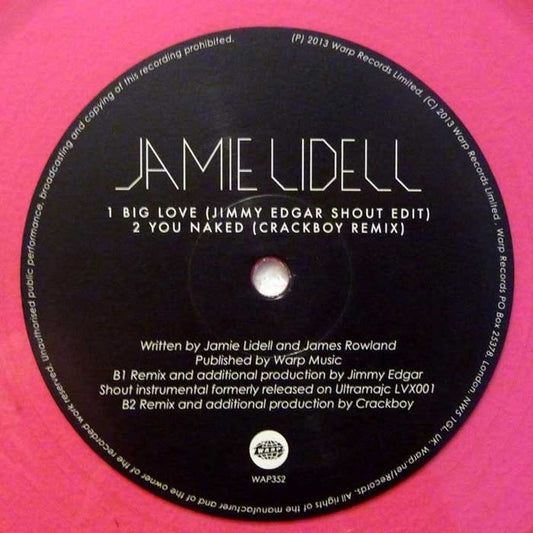 JAMIE LIDELL
1 BIG LOVE (JIMMY EDGAR SHOUT EDIT)
2 YOU NAKED (CRACKBOY REMIX)
Written by Jamie Lidell and James Rowland
Published by Warp Music
B1 Remix and additional production by Jimmy Edgar
Shout instrumental formerly released on Ultramajc LVX001
B2 Remix and additional production by Crackboy
WAP352
(P) 2013 Warp Records Limited. (C) 2013 Warp Records Limited . Warp Records PO Box 25378, London, NW5 1GL, UK. Warp.net/Records. All rights of the manufacturer and of the owner of the recorded work reserved. Unauthorised public performance, broadcasting and copying of this recording prohibited.